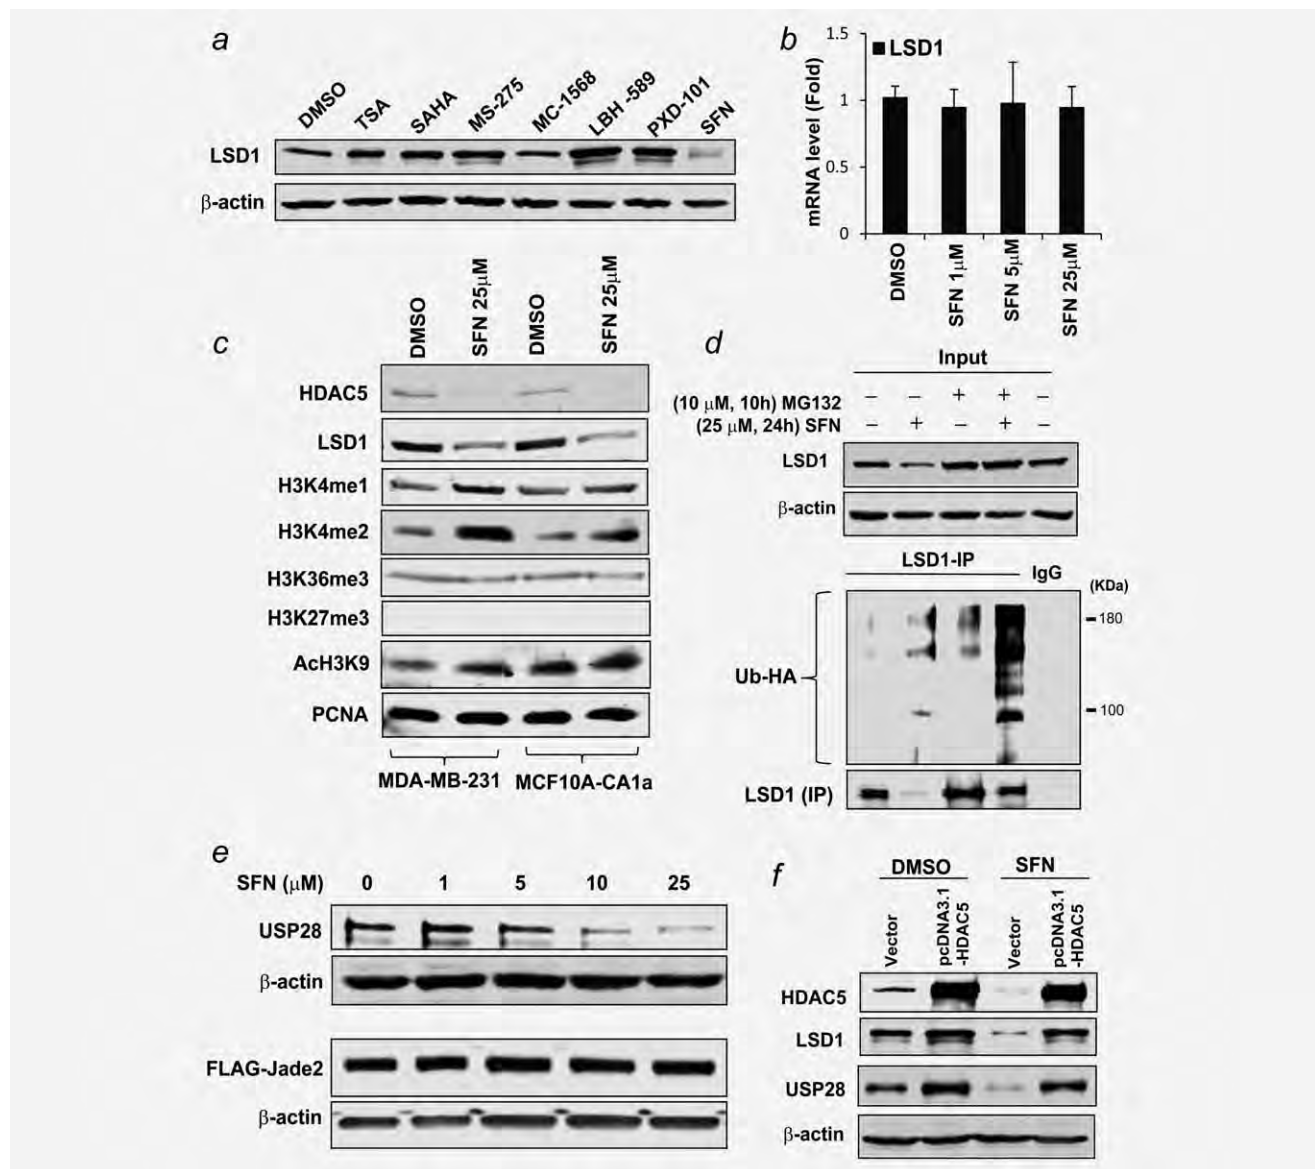 a
DMSO TSA SAHA MS-275 MC-1568 LBH -589 PXD-101 SFN
LSD1
β-actin
b
LSD1
mRNA level (Fold)
1.5
1
0.5
0
DMSO
SFN 1μM
SFN 5μM
SFN 25μM
c
DMSO SFN 25μM DMSO SFN 25μM
HDAC5
LSD1
H3K4me1
H3K4me2
H3K36me3
H3K27me3
AcH3K9
PCNA
MDA-MB-231 MCF10A-CA1a
d
Input
(10 μM, 10h) MG132 – – + + –
(25 μM, 24h) SFN – + – + –
LSD1
β-actin
LSD1-IP IgG
(KDa)
180
Ub-HA
100
LSD1 (IP)
e
SFN (μM) 0 1 5 10 25
USP28
β-actin
FLAG-Jade2
β-actin
f
DMSO SFN
Vector pcDNA3.1 -HDAC5 Vector pcDNA3.1 -HDAC5
HDAC5
LSD1
USP28
β-actin